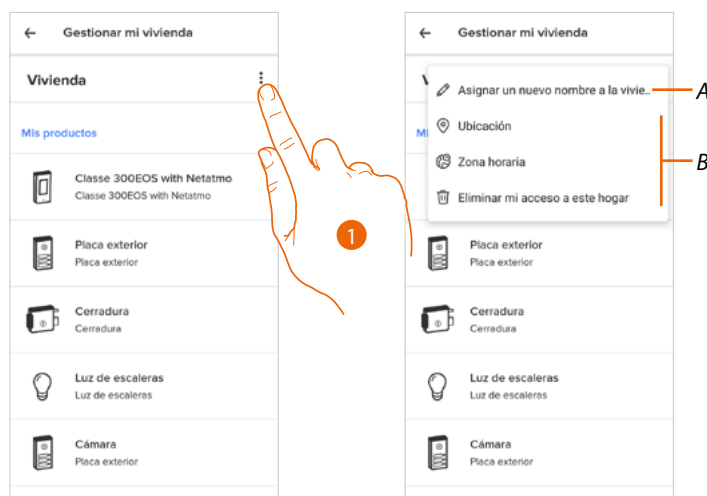 Gestionar mi vivienda
Vivienda
Mis productos
Classe 300EOS with Netatmo
Classe 300EOS with Netatmo
Placa exterior
Placa exterior
Cerradura
Cerradura
Luz de escaleras
Luz de escaleras
Cámara
Placa exterior
1
Gestionar mi vivienda
V
Asignar un nuevo nombre a la vivie..
A
Mi
Ubicación
Zona horaria
B
Eliminar mi acceso a este hogar
Placa exterior
Placa exterior
Cerradura
Cerradura
Luz de escaleras
Luz de escaleras
Cámara
Placa exterior